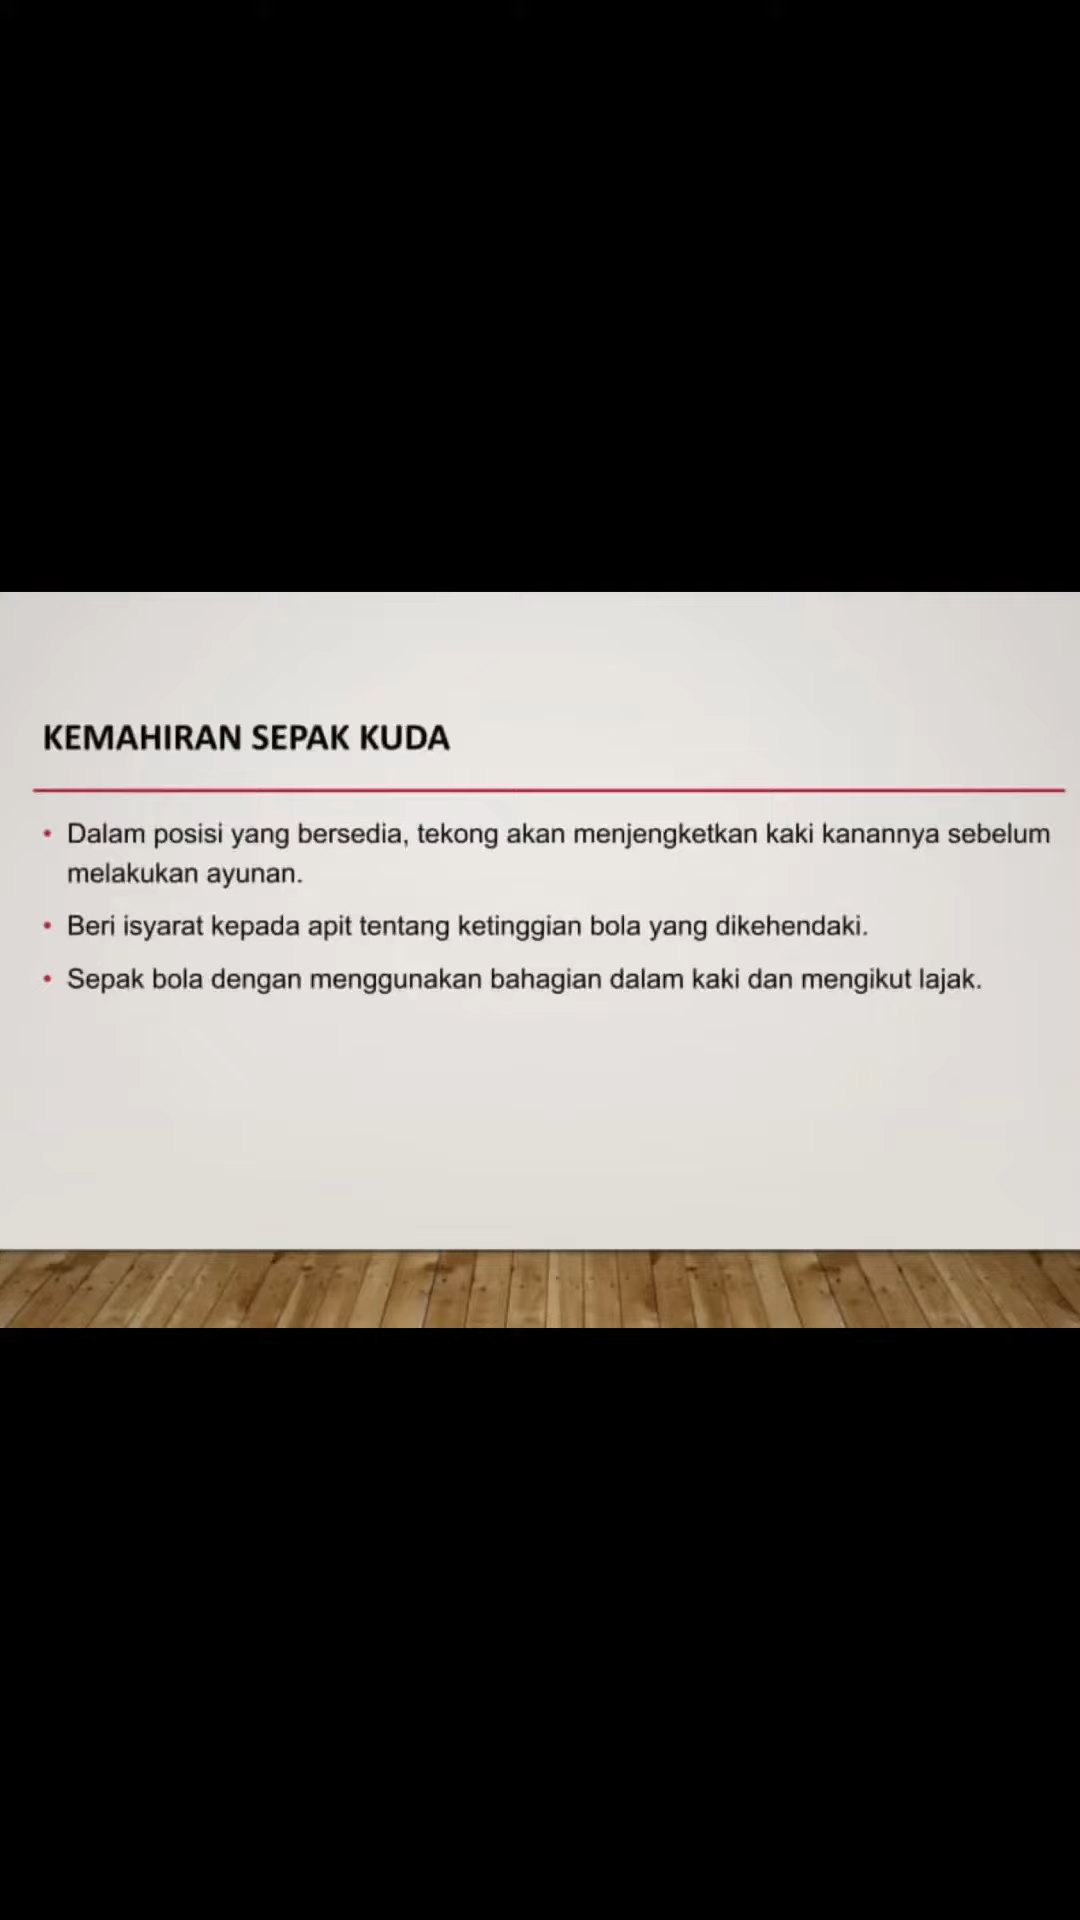 KEMAHIRAN SEPAK KUDA
• Dalam posisi yang bersedia, tekong akan menjengketkan kaki kanannya sebelum
melakukan ayunan.
• Beri isyarat kepada apit tentang ketinggian bola yang dikehendaki.
• Sepak bola dengan menggunakan bahagian dalam kaki dan mengikut lajak.